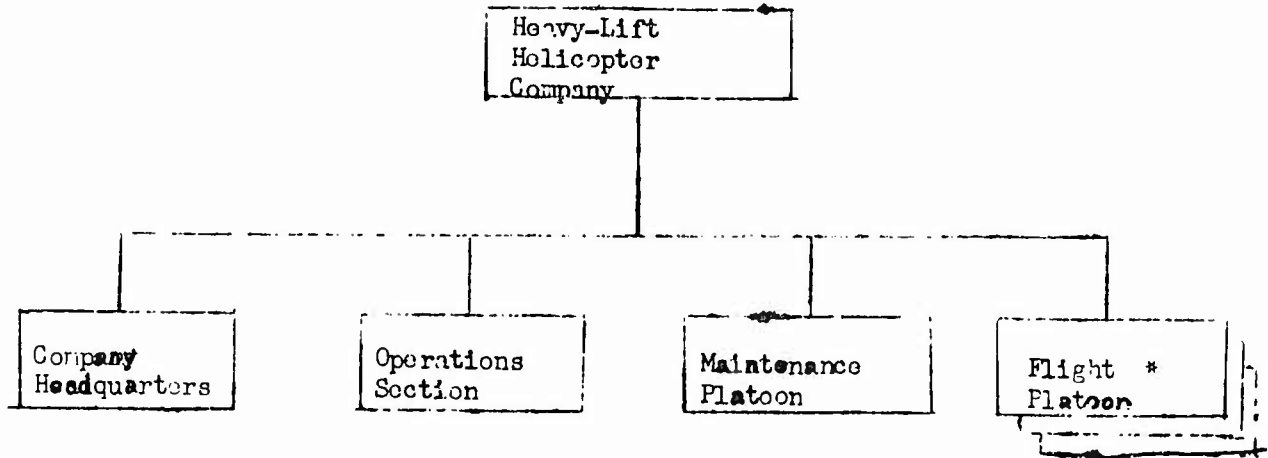 Heavy-Lift
Helicopter
Company
Company
Headquarters
Operations
Section
Maintenance
Platoon
Flight *
Platoon